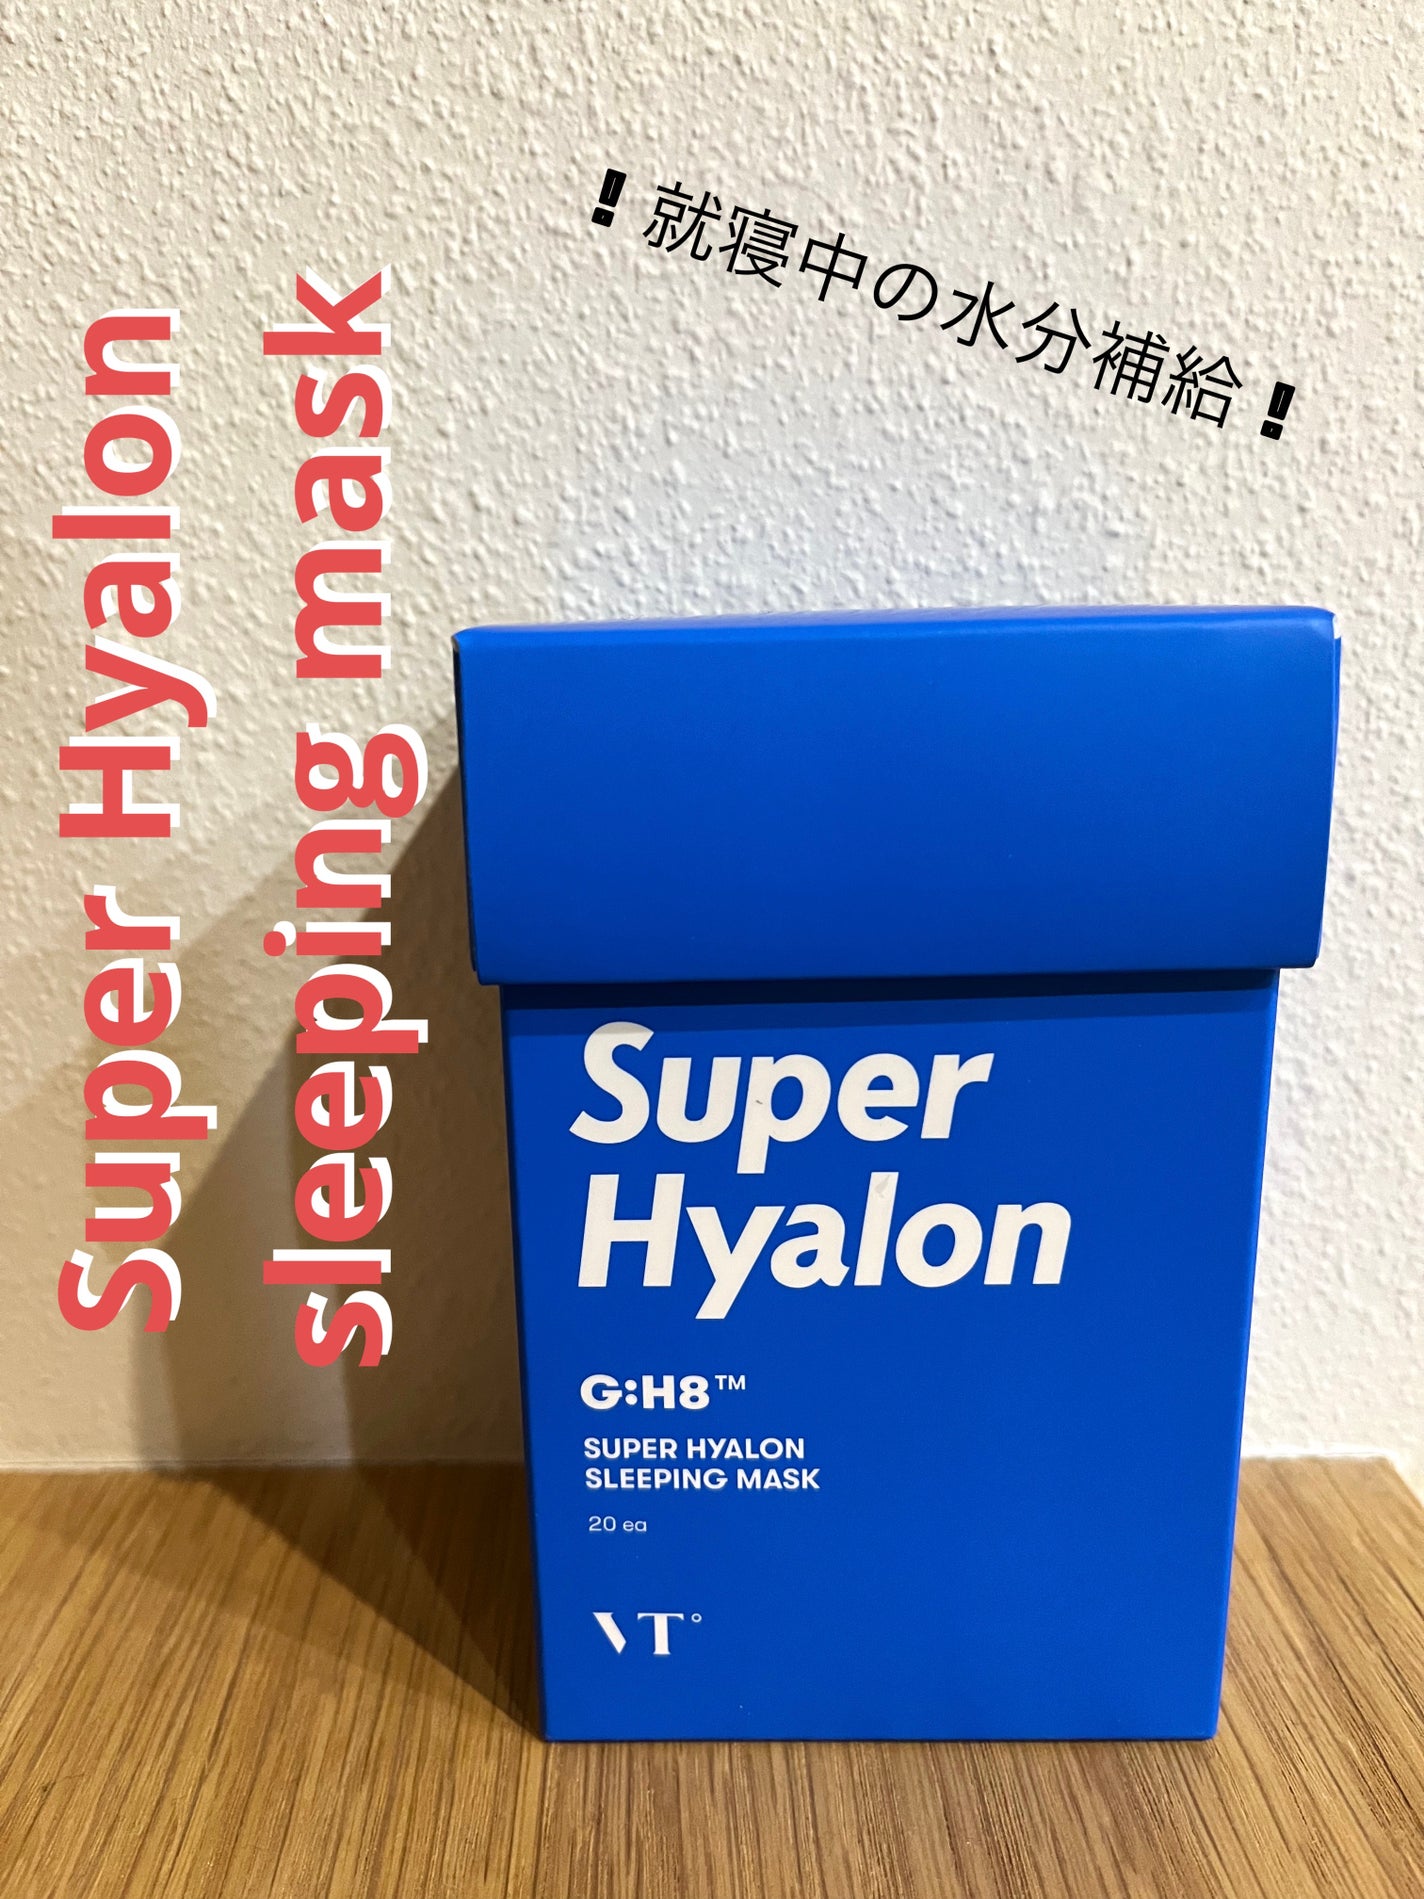 ❗就寝中の水分補給❗
Super Hyalon
sleeping mask
Super
Hyalon
G:H8™
SUPER HYALON
SLEEPING MASK
20 ea
VT°